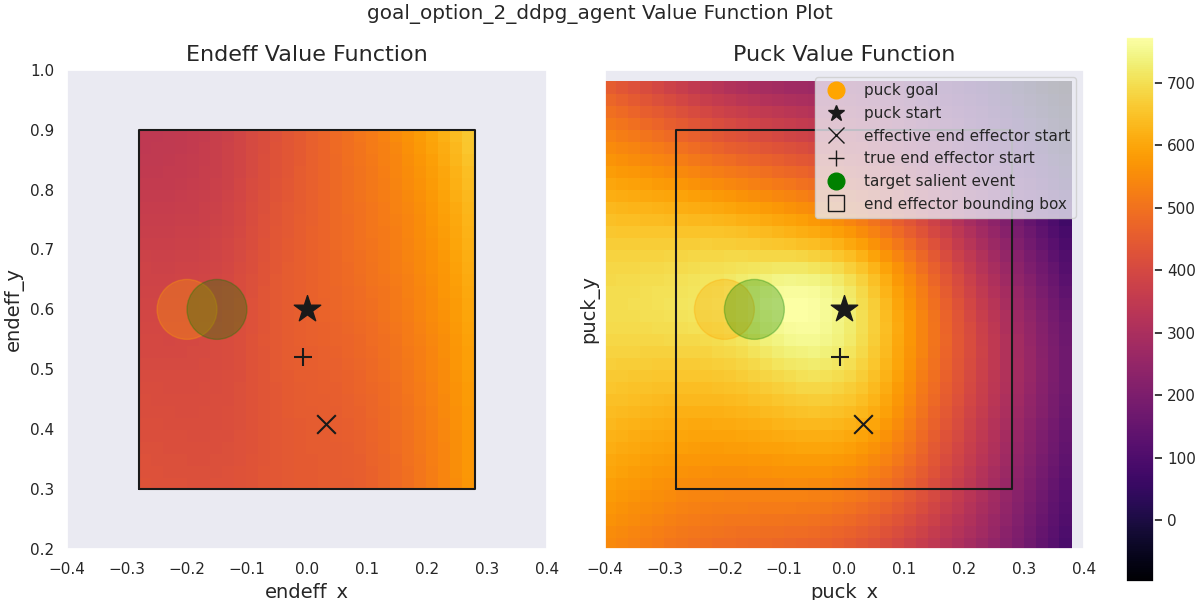 goal_option_2_ddpg_agent Value Function Plot
Endeff Value Function
Puck Value Function
1.0
0.9
0.8
0.7
0.6
0.5
0.4
0.3
0.2
endeff_y
−0.4 −0.3 −0.2 −0.1 0.0 0.1 0.2 0.3 0.4
endeff_x
puck_y
puck goal
puck start
effective end effector start
true end effector start
target salient event
end effector bounding box
−0.4 −0.3 −0.2 −0.1 0.0 0.1 0.2 0.3 0.4
puck_x
700
600
500
400
300
200
100
0